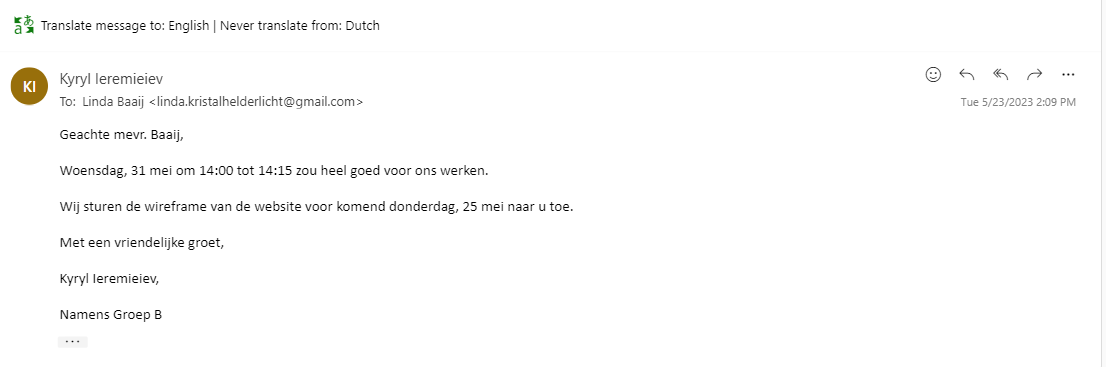 Translate message to: English | Never translate from: Dutch
KI
Kyryl Ieremieiev
To: Linda Baaij <linda.kristalhelderlicht@gmail.com>
Tue 5/23/2023 2:09 PM
Geachte mevr. Baaij,
Woensdag, 31 mei om 14:00 tot 14:15 zou heel goed voor ons werken.
Wij sturen de wireframe van de website voor komend donderdag, 25 mei naar u toe.
Met een vriendelijke groet,
Kyryl Ieremieiev,
Namens Groep B